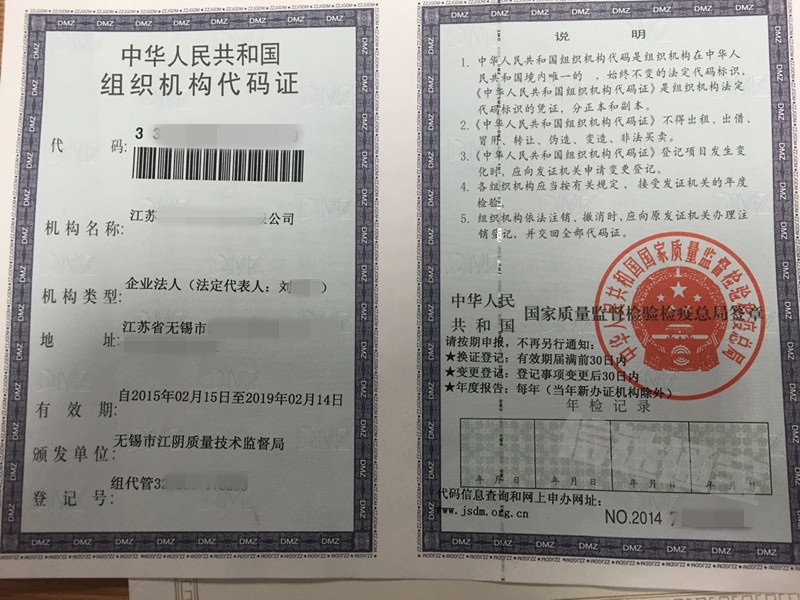 中华人民共和国
组织机构代码证
代 码: 3 3
机构名称: 江苏 公司
机构类型: 企业法人（法定代表人: 刘 ）
地 址: 江苏省无锡市
有 效 期: 自2015年02月15日至2019年02月14日
颁发单位: 无锡市江阴质量技术监督局
登 记 号: 组代管32
说 明
1. 中华人民共和国组织机构代码是组织机构在中华人
民共和国境内唯一的 、始终不变的法定代码标识，
《中华人民共和国组织机构代码证》是组织机构法定
代码标识的凭证，分正本和副本。
2. 《中华人民共和国组织机构代码证》不得出租、出借、
冒用、转让、伪造、变造、非法买卖。
3. 《中华人民共和国组织机构代码证》登记项目发生变
化时，应向发证机关申请变更登记。
4. 各组织机构应当按有关规定，接受发证机关的年度
检验。
5. 组织机构依法注销、撤消时，应向原发证机关办理注
销登记，并交回全部代码证。
中华人民
共 和 国
国家质量监督检验检疫总局签章
中华人民共和国国家质量监督检验检疫总局
请按期申报，不再另行通知:
★换证登记: 有效期届满前30日内
★变更登记: 登记事项变更后30日内
★年度报告: 每年（当年新办证机构除外）
年检记录
年 月 日 年 月 日 年 月 日 年 月 日
代码信息查询和网上申办网址:
www.jsdm.org.cn
NO.2014 7